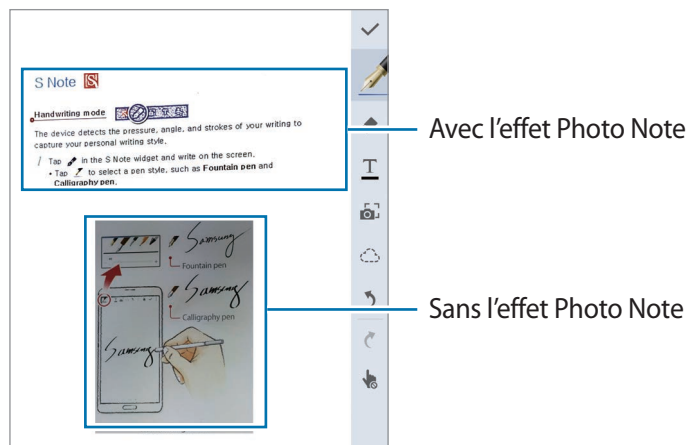 S Note S
Handwriting mode
The device detects the pressure, angle, and strokes of your writing to
capture your personal writing style.
/ Tap in the S Note widget and write on the screen.
• Tap to select a pen style, such as Fountain pen and
Calligraphy pen.
Avec l'effet Photo Note
T
Samsung
Fountain pen
Samsung
Calligraphy pen
Samsung
Sans l'effet Photo Note